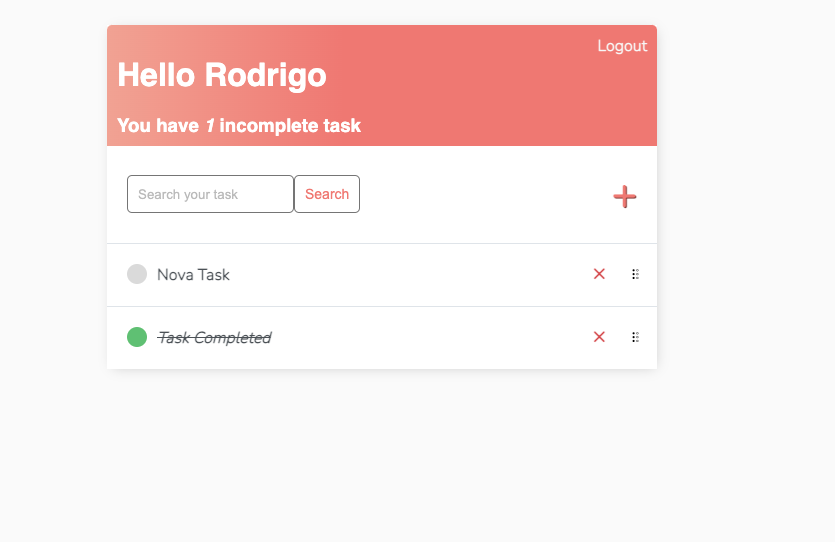 Logout
Hello Rodrigo
You have 1 incomplete task
Search your task Search
Nova Task
Task Completed